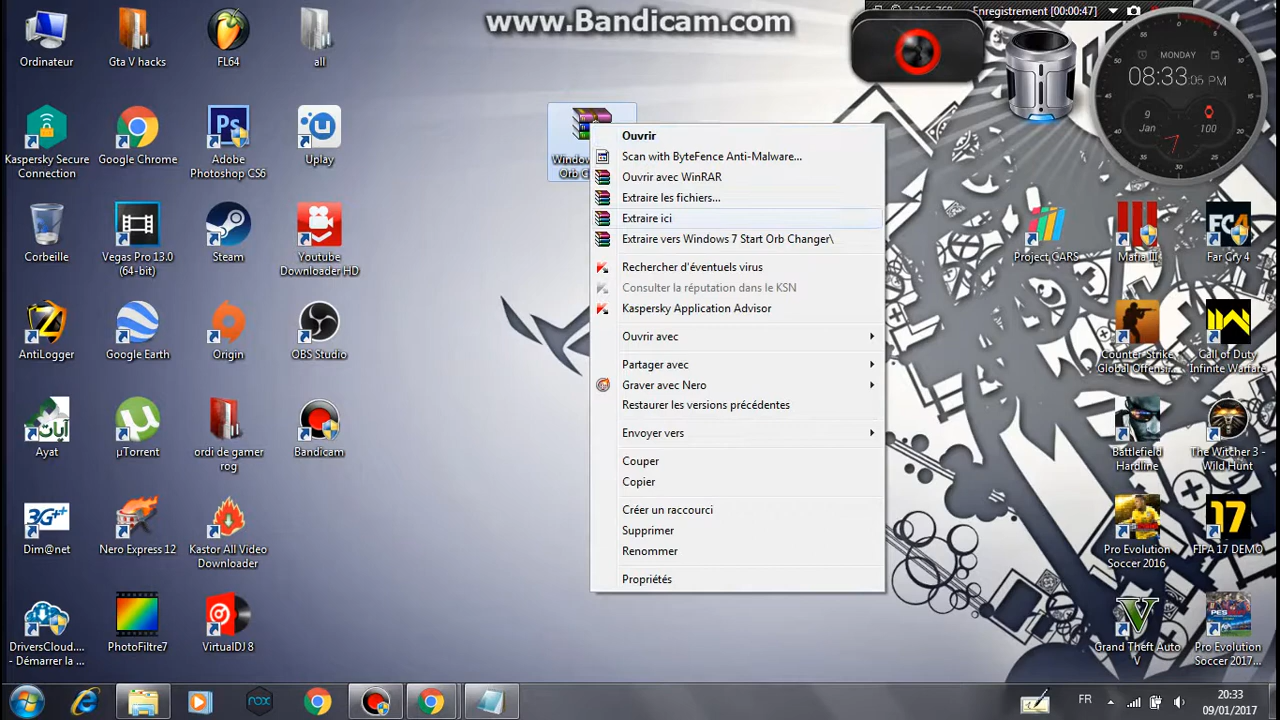 www.Bandicam.com
Enregistrement [00:00:47]
Ordinateur
Gta V hacks
FL64
all
MONDAY
08:33:05 PM
9
Jan
100
Kaspersky Secure
Connection
Google Chrome
Adobe
Photoshop CS6
Uplay
Window
Orb C
Corbeille
Vegas Pro 13.0
(64-bit)
Steam
Youtube
Downloader HD
Project CARS
Mafia III
Far Cry 4
AntiLogger
Google Earth
Origin
OBS Studio
Counter-Strike
Global Offensi...
Call of Duty
Infinite Warfare
Ayat
µTorrent
ordi de gamer
rog
Bandicam
Battlefield
Hardline
The Witcher 3 -
Wild Hunt
Dim@net
Nero Express 12
Kastor All Video
Downloader
Pro Evolution
Soccer 2016
FIFA 17 DEMO
DriversCloud....
- Démarrer la ...
PhotoFiltre7
VirtualDJ 8
Grand Theft Auto
V
Pro Evolution
Soccer 2017...
Ouvrir
Scan with ByteFence Anti-Malware...
Ouvrir avec WinRAR
Extraire les fichiers...
Extraire ici
Extraire vers Windows 7 Start Orb Changer\
Rechercher d'éventuels virus
Consulter la réputation dans le KSN
Kaspersky Application Advisor
Ouvrir avec
Partager avec
Graver avec Nero
Restaurer les versions précédentes
Envoyer vers
Couper
Copier
Créer un raccourci
Supprimer
Renommer
Propriétés
FR
20:33
09/01/2017